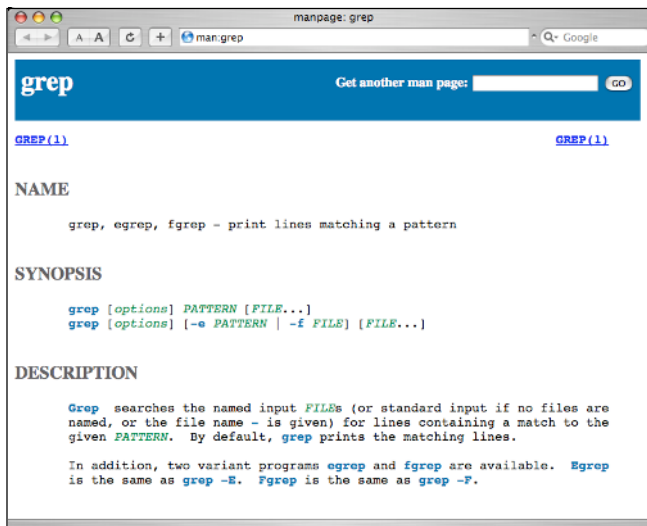 manpage: grep
A A C + man:grep Q Google
grep Get another man page: GO
GREP(1) GREP(1)
NAME
grep, egrep, fgrep - print lines matching a pattern
SYNOPSIS
grep [options] PATTERN [FILE...]
grep [options] [-e PATTERN | -f FILE] [FILE...]
DESCRIPTION
Grep searches the named input FILEs (or standard input if no files are
named, or the file name - is given) for lines containing a match to the
given PATTERN. By default, grep prints the matching lines.
In addition, two variant programs egrep and fgrep are available. Egrep
is the same as grep -E. Fgrep is the same as grep -F.